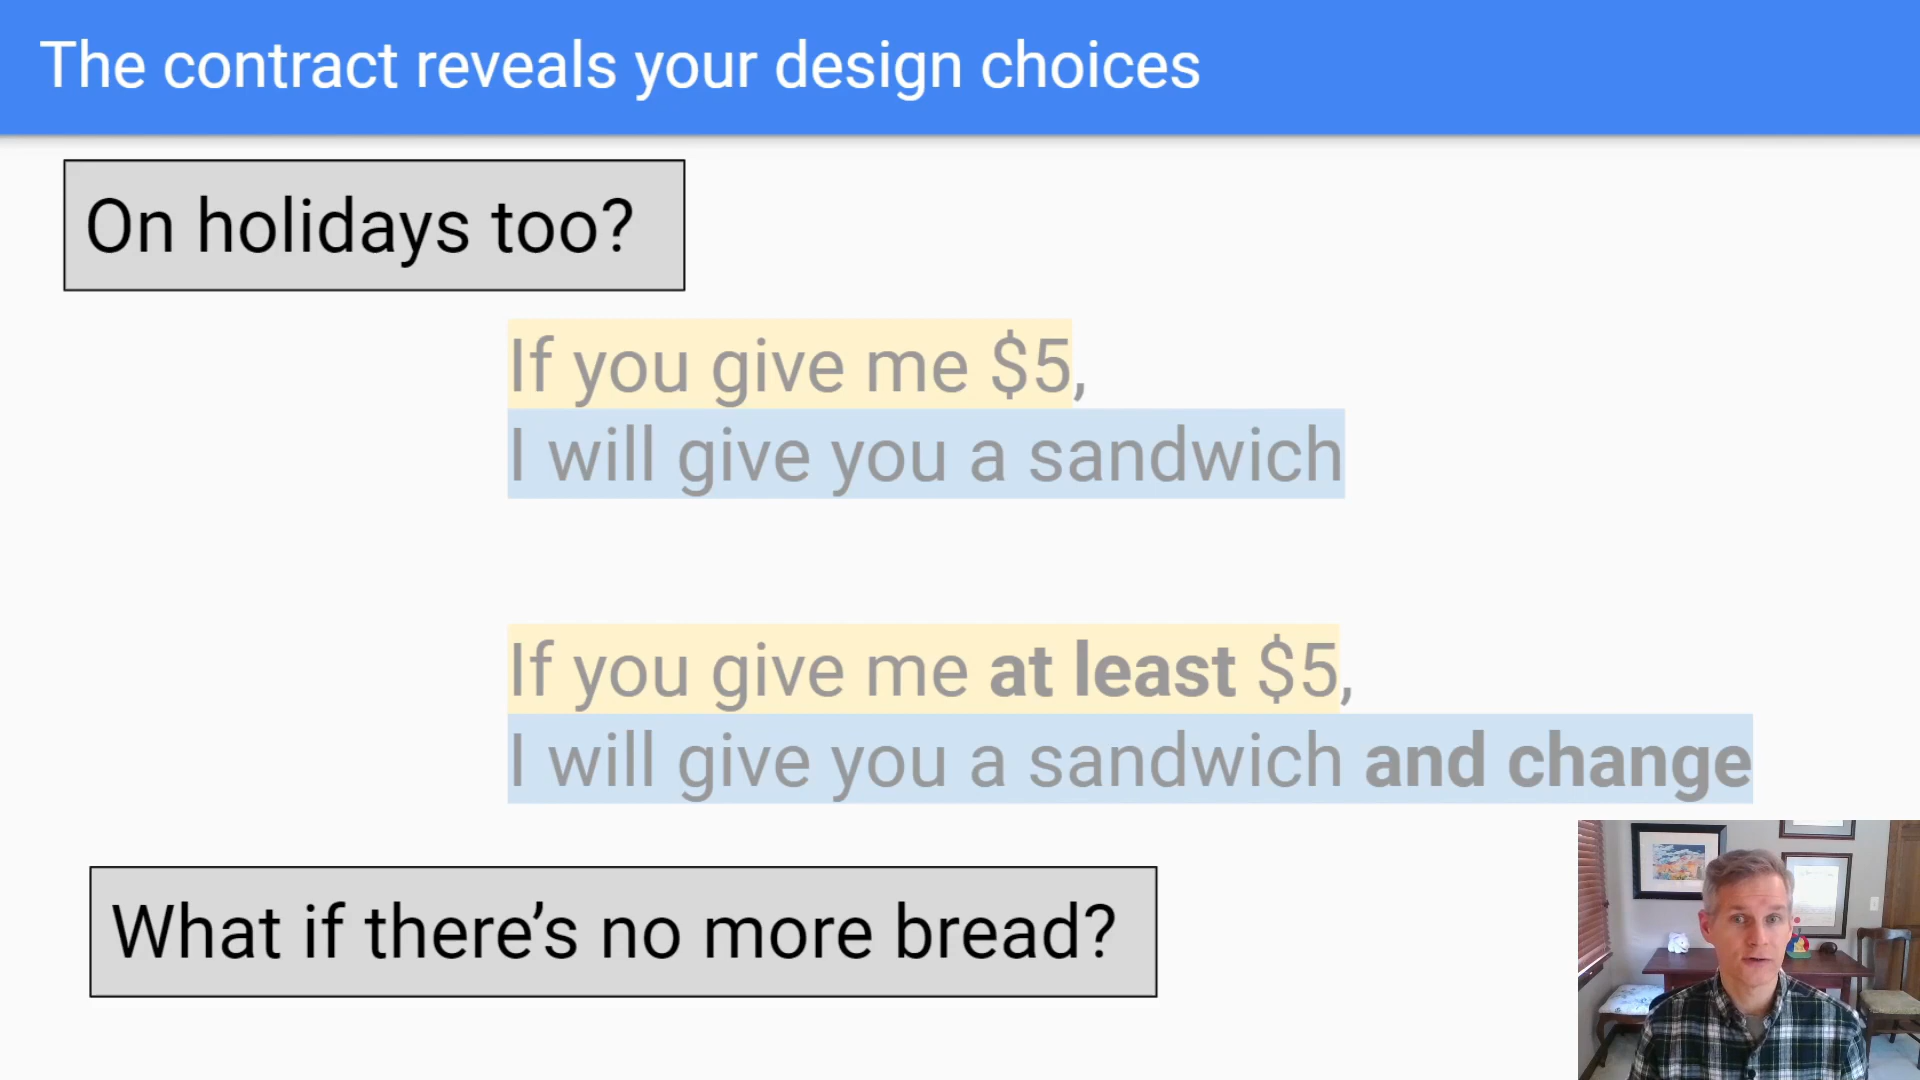 The contract reveals your design choices
On holidays too?
If you give me $5,
I will give you a sandwich
If you give me at least $5,
I will give you a sandwich and change
What if there's no more bread?